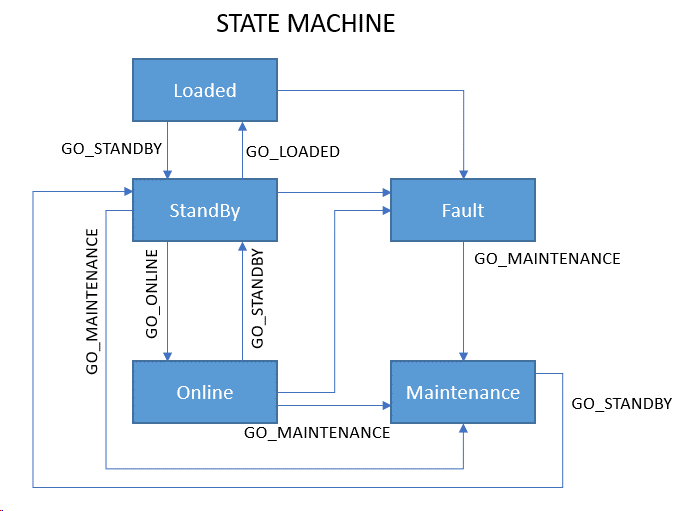 STATE MACHINE
Loaded
GO_STANDBY
GO_LOADED
StandBy
Fault
GO_MAINTENANCE
GO_ONLINE
GO_STANDBY
GO_MAINTENANCE
Online
Maintenance
GO_STANDBY
GO_MAINTENANCE